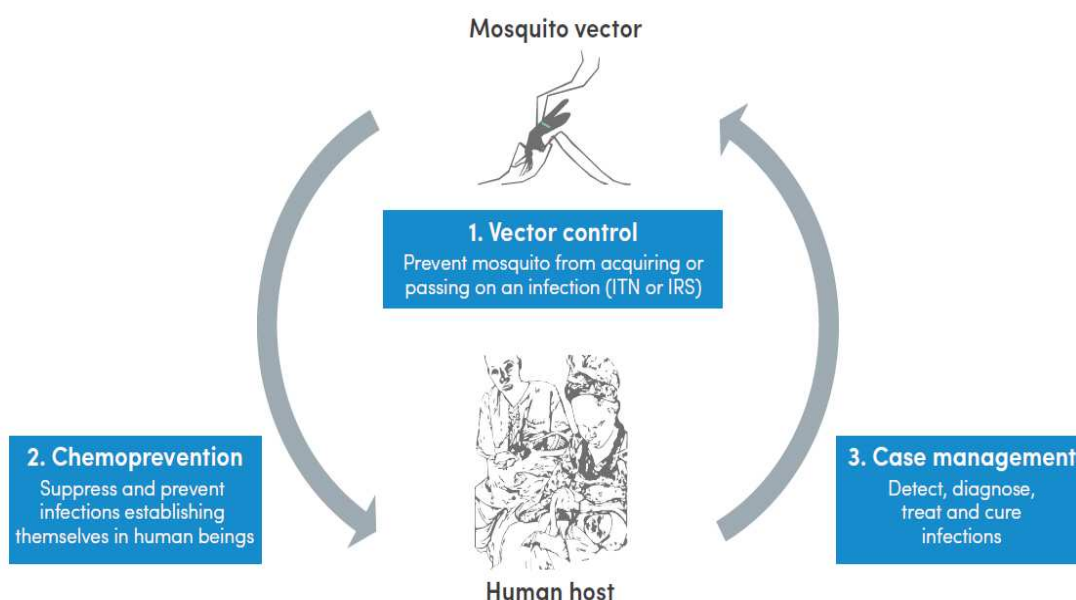 Mosquito vector
1. Vector control
Prevent mosquito from acquiring or
passing on an infection (ITN or IRS)
2. Chemoprevention
Suppress and prevent
infections establishing
themselves in human beings
3. Case management
Detect, diagnose,
treat and cure
infections
Human host